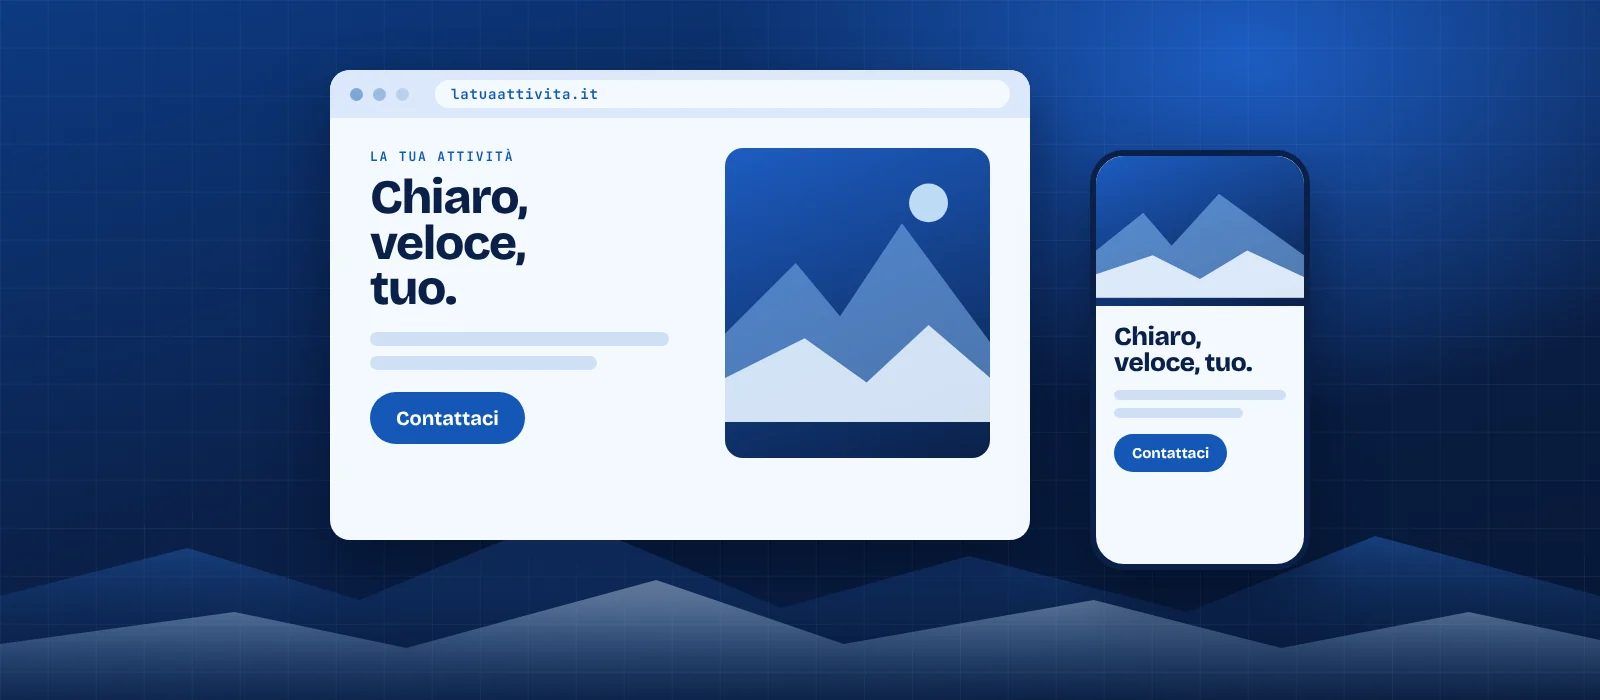 latuaattivita.it
LA TUA ATTIVITÀ
Chiaro,
veloce,
tuo.
Contattaci
Chiaro,
veloce, tuo.
Contattaci